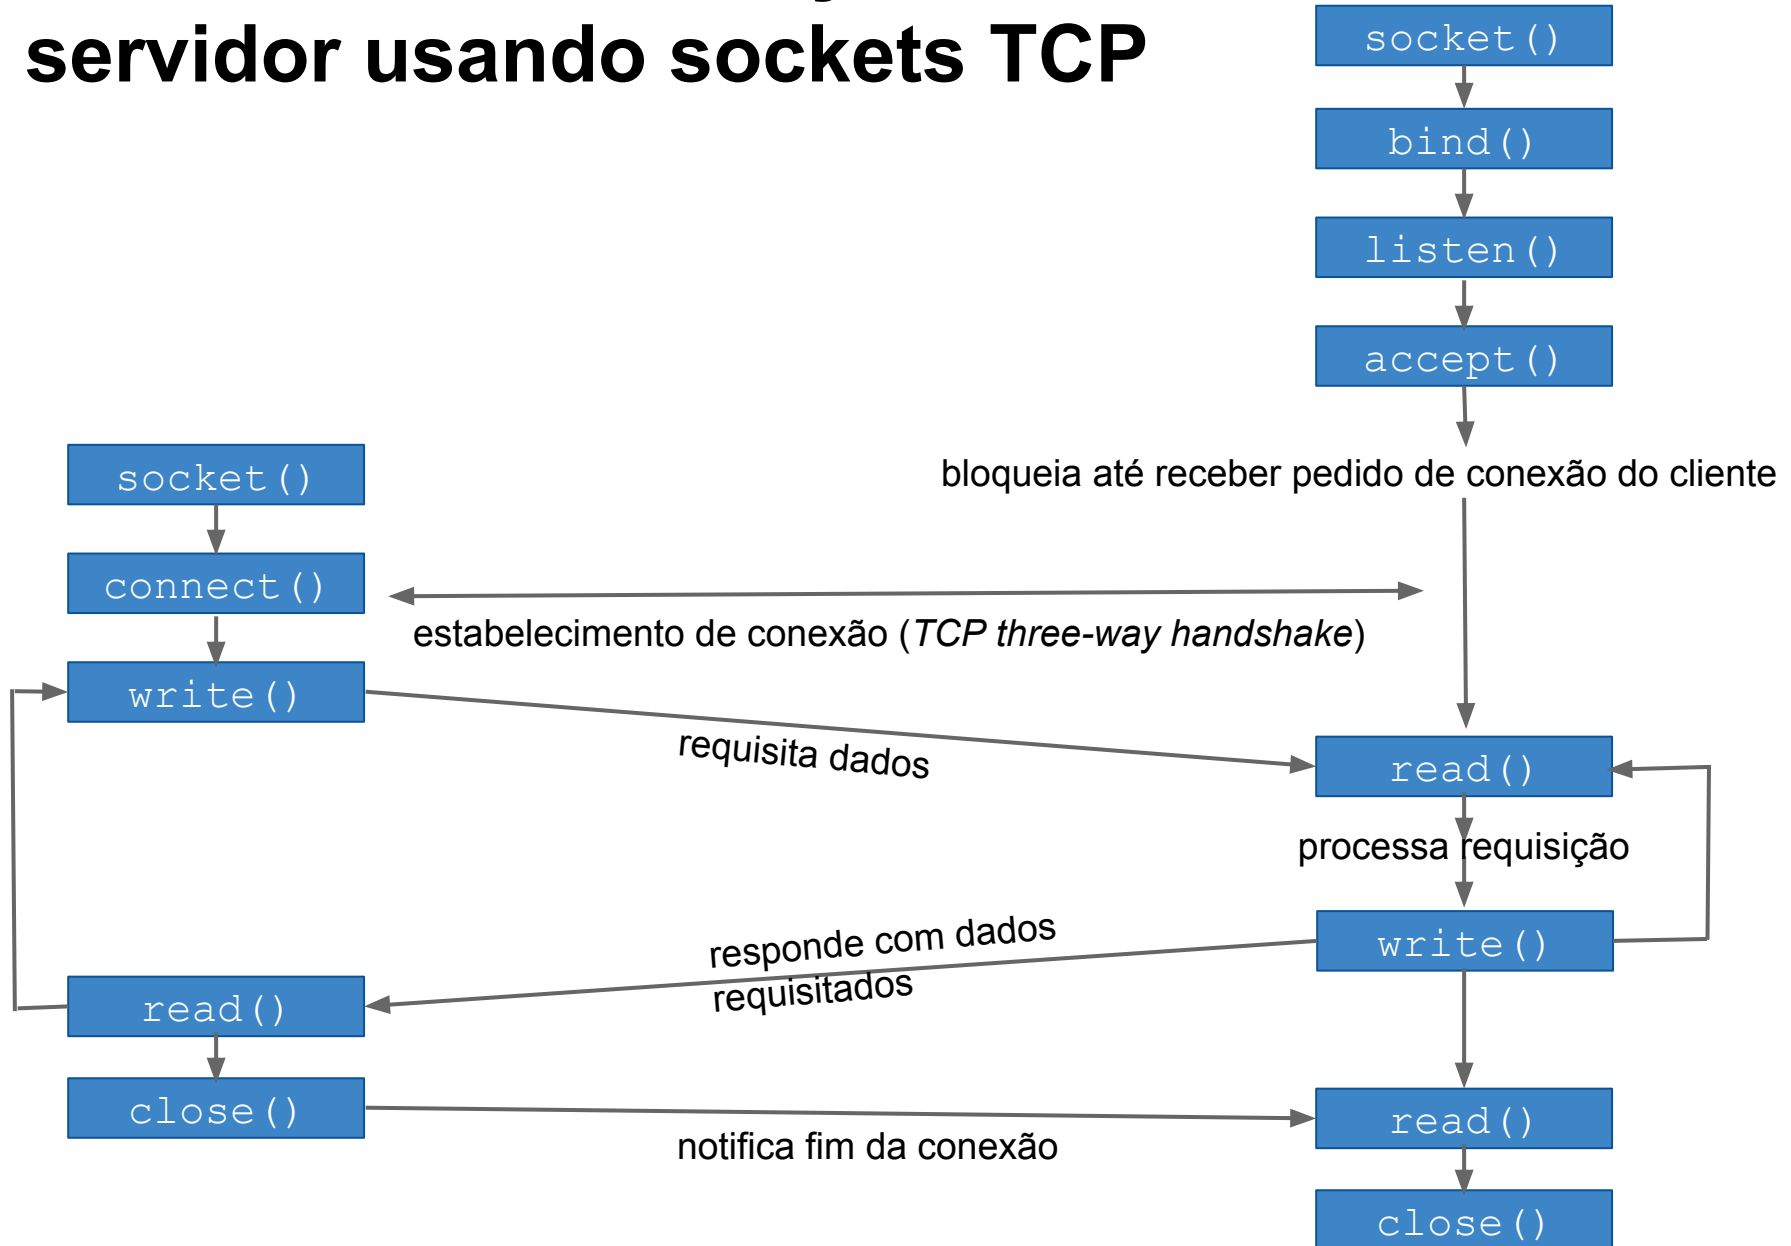 servidor usando sockets TCP
socket()
bind()
listen()
accept()
bloqueia até receber pedido de conexão do cliente
socket()
connect()
estabelecimento de conexão (TCP three-way handshake)
write()
requisita dados
read()
processa requisição
write()
responde com dados
requisitados
read()
close()
notifica fim da conexão
read()
close()